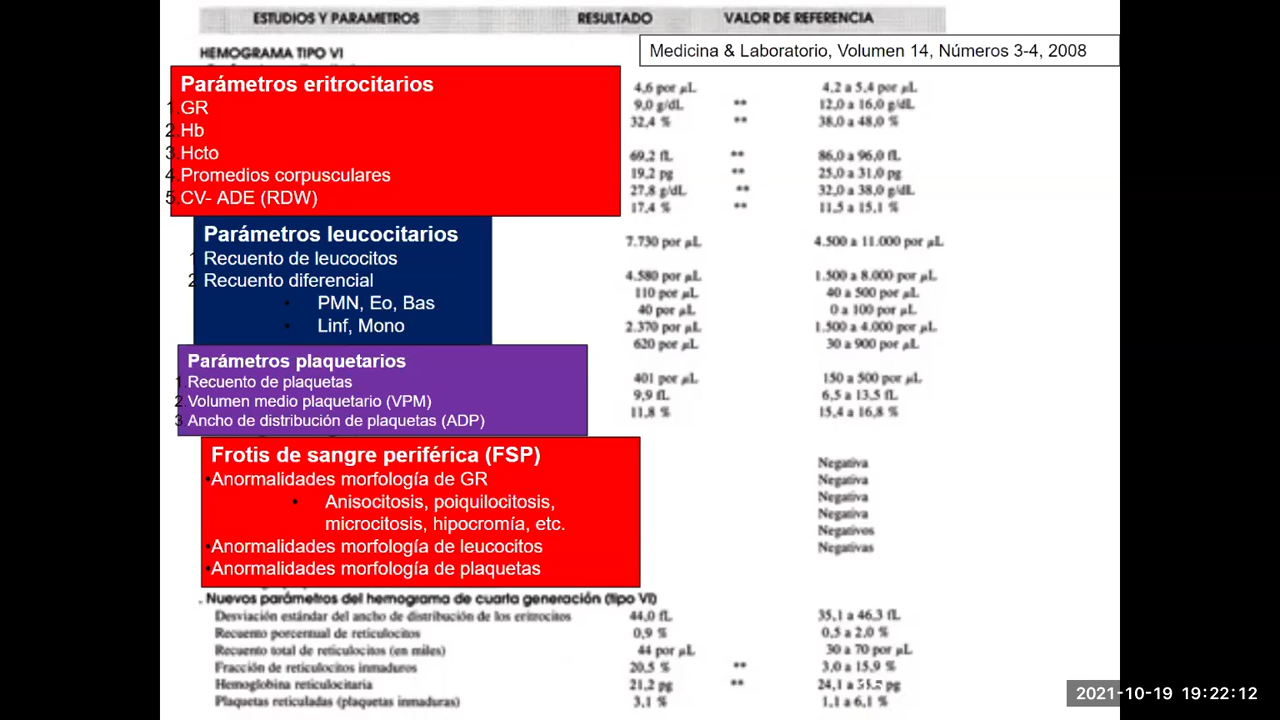 ESTUDIOS Y PARAMETROS RESULTADO VALOR DE REFERENCIA
HEMOGRAMA TIPO VI
Medicina & Laboratorio, Volumen 14, Números 3-4, 2008
Parámetros eritrocitarios
1. GR 4,6 por µL 4,2 a 5,4 por µL
2. Hb 9,0 g/dL ** 12,0 a 16,0 g/dL
3. Hcto 32,4 % ** 38,0 a 48,0 %
4. Promedios corpusculares
5. CV- ADE (RDW)
69,2 fL ** 86,0 a 96,0 fL
19,2 pg ** 25,0 a 31,0 pg
27,8 g/dL ** 32,0 a 38,0 g/dL
17,4 % ** 11,5 a 15,1 %
Parámetros leucocitarios
1 Recuento de leucocitos
2 Recuento diferencial
• PMN, Eo, Bas
• Linf, Mono
7.730 por µL 4.500 a 11.000 por µL
4.580 por µL 1.500 a 8.000 por µL
110 por µL 40 a 500 por µL
40 por µL 0 a 100 por µL
2.370 por µL 1.500 a 4.000 por µL
620 por µL 30 a 900 por µL
Parámetros plaquetarios
1 Recuento de plaquetas
2 Volumen medio plaquetario (VPM)
3 Ancho de distribución de plaquetas (ADP)
401 por µL 150 a 500 por µL
9,9 fL 6,5 a 13,5 fL
11,8 % 15,4 a 16,8 %
Frotis de sangre periférica (FSP)
•Anormalidades morfología de GR
• Anisocitosis, poiquilocitosis,
microcitosis, hipocromía, etc.
•Anormalidades morfología de leucocitos
•Anormalidades morfología de plaquetas
Negativa
Negativa
Negativa
Negativa
Negativos
Negativas
. Nuevos parámetros del hemograma de cuarta generación (tipo VI)
Desviación estándar del ancho de distribución de los eritrocitos 44,0 fL 35,1 a 46,3 fL
Recuento porcentual de reticulocitos 0,9 % 0,5 a 2,0 %
Recuento total de reticulocitos (en miles) 44 por µL 30 a 70 por µL
Fracción de reticulocitos inmaduros 20,5 % ** 3,0 a 15,9 %
Hemoglobina reticulocitaria 21,2 pg ** 24,1 a pg
Plaquetas reticuladas (plaquetas inmaduras) 3,1 % 1,1 a 6,1 %
2021-10-19 19:22:12